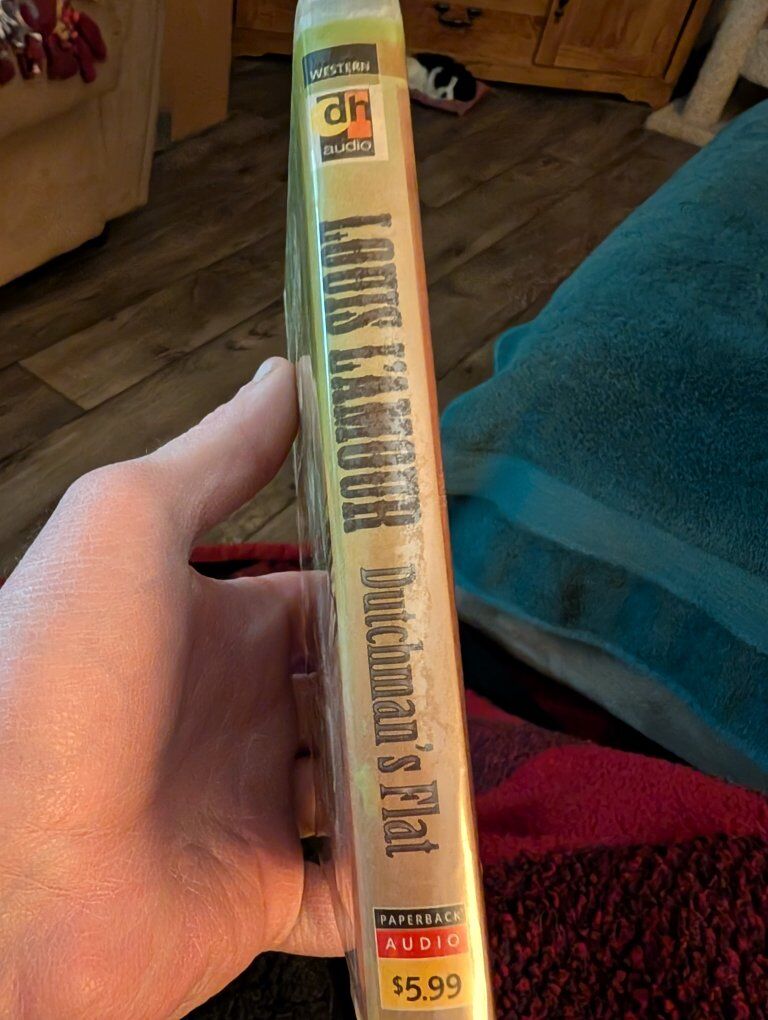 WESTERN
dh
audio
LOUIS L'AMOUR
Dutchman's Flat
PAPERBACK
AUDIO
$5.99